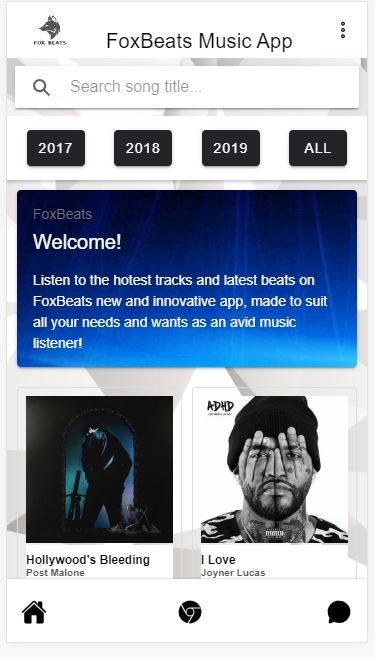 FOX BEATS
FoxBeats Music App
Search song title...
2017
2018
2019
ALL
FoxBeats
Welcome!
Listen to the hotest tracks and latest beats on
FoxBeats new and innovative app, made to suit
all your needs and wants as an avid music
listener!
ADHD
JOYNER LUCAS
Hollywood's Bleeding
Post Malone
I Love
Joyner Lucas